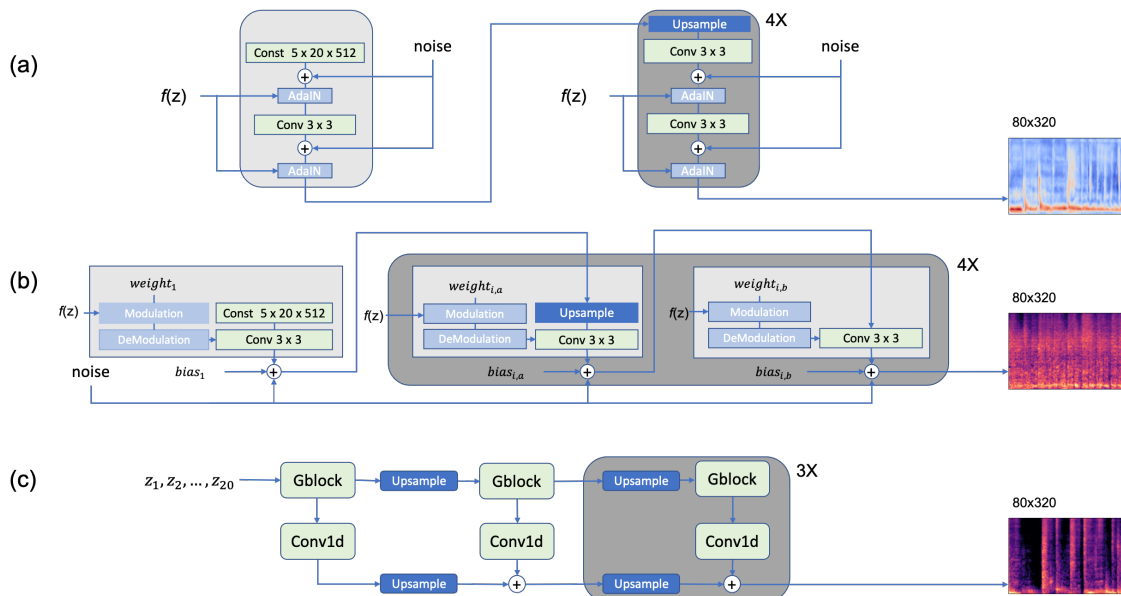 (a)
Const 5 x 20 x 512
noise
f(z)
AdaIN
Conv 3 x 3
AdaIN
Upsample
4X
Conv 3 x 3
noise
f(z)
AdaIN
Conv 3 x 3
AdaIN
80x320
(b)
weight1
f(z)
Modulation
Const 5 x 20 x 512
DeModulation
Conv 3 x 3
noise
bias1
4X
weighti,a
f(z)
Modulation
Upsample
DeModulation
Conv 3 x 3
biasi,a
weighti,b
f(z)
Modulation
DeModulation
Conv 3 x 3
biasi,b
80x320
(c)
z1, z2, ..., z20
Gblock
Upsample
Gblock
Upsample
Gblock
3X
Conv1d
Conv1d
Conv1d
Upsample
Upsample
80x320